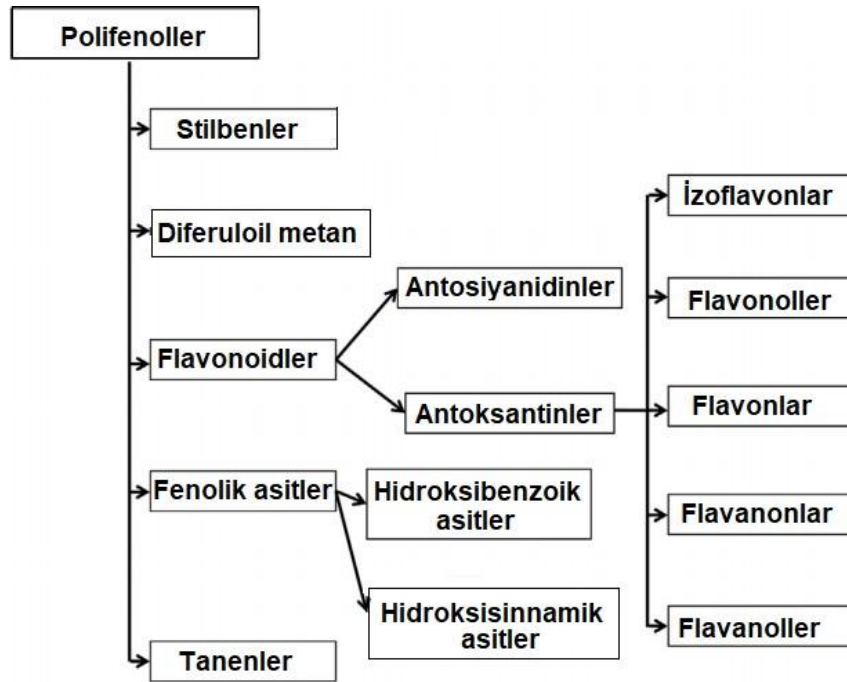 Polifenoller
Stilbenler
Diferuloil metan
Flavonoidler
Fenolik asitler
Tanenler
Antosiyanidinler
Antoksantinler
Hidroksibenzoik
asitler
Hidroksisinnamik
asitler
İzoflavonlar
Flavonoller
Flavonlar
Flavanonlar
Flavanoller